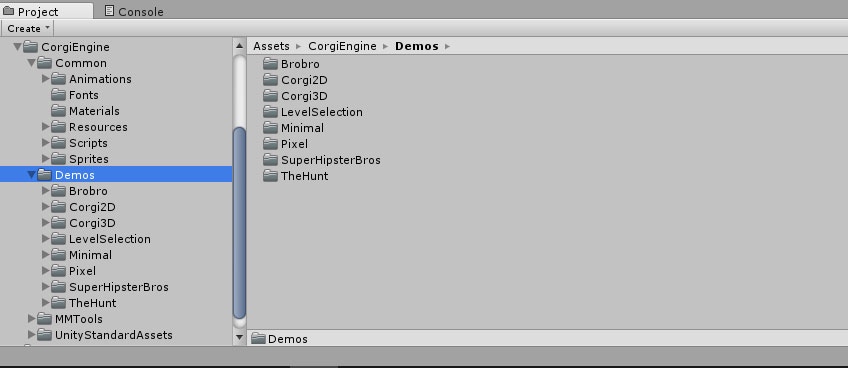 Project
Console
Create
CorgiEngine
Common
Animations
Fonts
Materials
Resources
Scripts
Sprites
Demos
Brobro
Corgi2D
Corgi3D
LevelSelection
Minimal
Pixel
SuperHipsterBros
TheHunt
MMTools
UnityStandardAssets
Assets CorgiEngine Demos
Brobro
Corgi2D
Corgi3D
LevelSelection
Minimal
Pixel
SuperHipsterBros
TheHunt
Demos